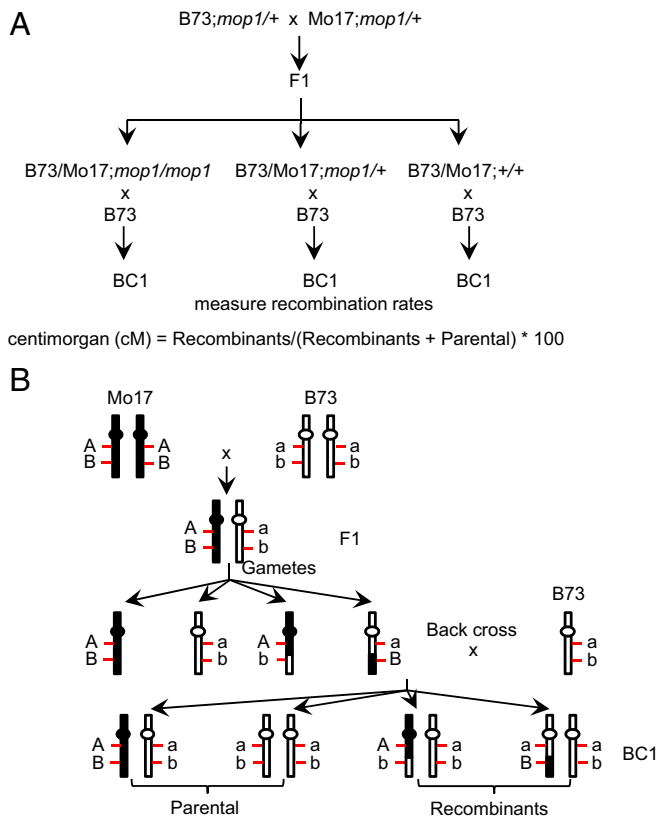 A
B73;mop1/+ x Mo17;mop1/+
F1
B73/Mo17;mop1/mop1 B73/Mo17;mop1/+ B73/Mo17;+/+
x x x
B73 B73 B73
BC1 BC1 BC1
measure recombination rates
centimorgan (cM) = Recombinants/(Recombinants + Parental) * 100
B
Mo17 B73
x
A A a a
B B b b
A a F1
B b
Gametes
B73
A a A a Back cross a
B b b B x b
A a a a A a a a BC1
B b b b b b B b
Parental Recombinants